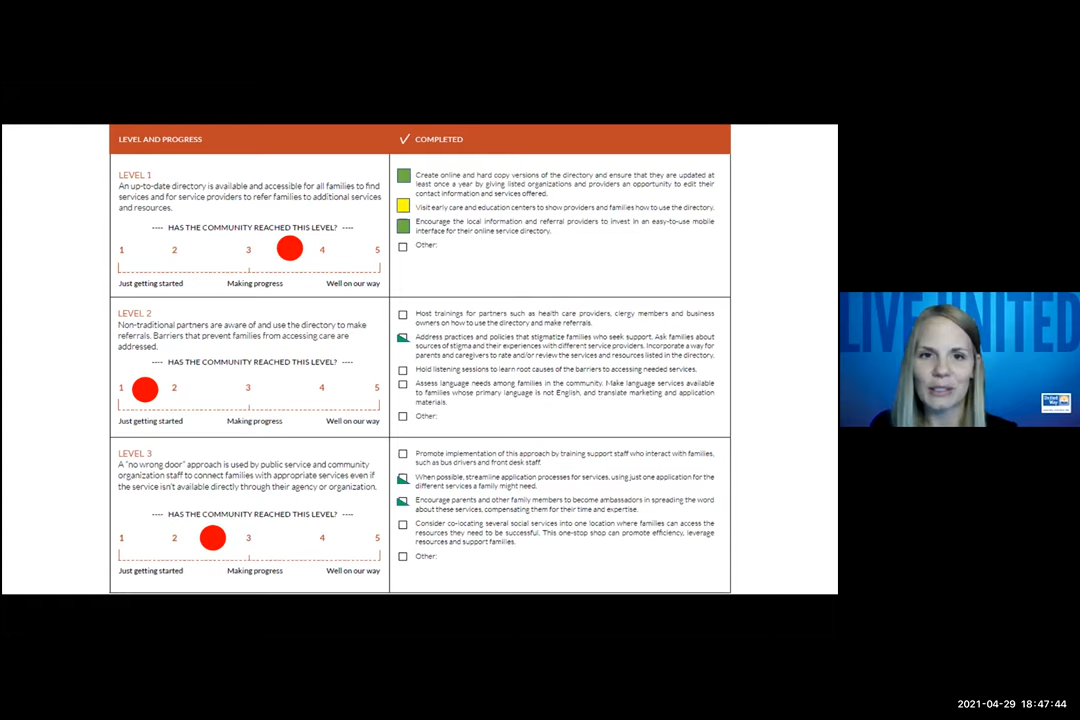 LEVEL AND PROGRESS
✓ COMPLETED
LEVEL 1
An up-to-date directory is available and accessible for all families to find
services and for service providers to refer families to additional services
and resources.
---- HAS THE COMMUNITY REACHED THIS LEVEL? ----
1 2 3 4 5
Just getting started Making progress Well on our way
Create online and hard copy versions of the directory and ensure that they are updated at
least once a year by giving listed organizations and providers an opportunity to edit their
contact information and services offered.
Visit early care and education centers to show providers and families how to use the directory.
Encourage the local information and referral providers to invest in an easy-to-use mobile
interface for their online service directory.
Other:
LEVEL 2
Non-traditional partners are aware of and use the directory to make
referrals. Barriers that prevent families from accessing care are
addressed.
---- HAS THE COMMUNITY REACHED THIS LEVEL? ----
1 2 3 4 5
Just getting started Making progress Well on our way
Host trainings for partners such as health care providers, clergy members and business
owners on how to use the directory and make referrals.
Address practices and policies that stigmatize families who seek support. Ask families about
sources of stigma and their experiences with different service providers. Incorporate a way for
parents and caregivers to rate and/or review the services and resources listed in the directory.
Hold listening sessions to learn root causes of the barriers to accessing needed services.
Assess language needs among families in the community. Make language services available
to families whose primary language is not English, and translate marketing and application
materials.
Other:
LEVEL 3
A "no wrong door" approach is used by public service and community
organization staff to connect families with appropriate services even if
the service isn't available directly through their agency or organization.
---- HAS THE COMMUNITY REACHED THIS LEVEL? ----
1 2 3 4 5
Just getting started Making progress Well on our way
Promote implementation of this approach by training support staff who interact with families,
such as bus drivers and front desk staff.
When possible, streamline application processes for services, using just one application for the
different services a family might need.
Encourage parents and other family members to become ambassadors in spreading the word
about these services, compensating them for their time and expertise.
Consider co-locating several social services into one location where families can access the
resources they need to be successful. This one-stop shop can promote efficiency, leverage
resources and support families.
Other:
LIVE UNITED
United
Way
2021-04-29 18:47:44